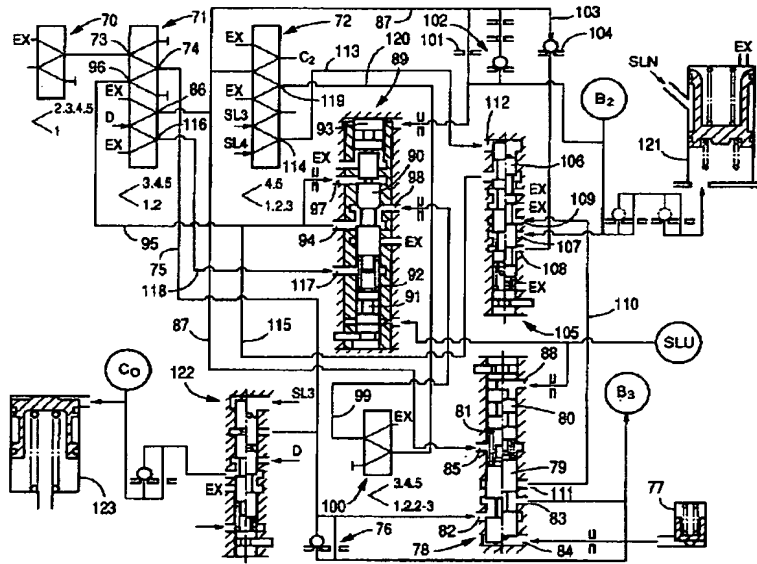 70
71
72
87
102
103
EX
73
74
EX
C2
113
120
101
104
SLN
EX
96
86
EX
119
89
112
B2
2.3.4.5
1
D
116
EX
SL3
SL4
114
93
EX
90
98
106
EX
EX
109
107
121
3.4.5
1.2
4.5
1.2.3
97
94
EX
108
95
75
118
117
92
91
EX
105
110
87
115
SLU
C0
122
SL3
99
EX
88
81
80
B3
D
85
79
EX
100
3.4.5
1.2.2-3
111
77
123
76
82
83
78
84